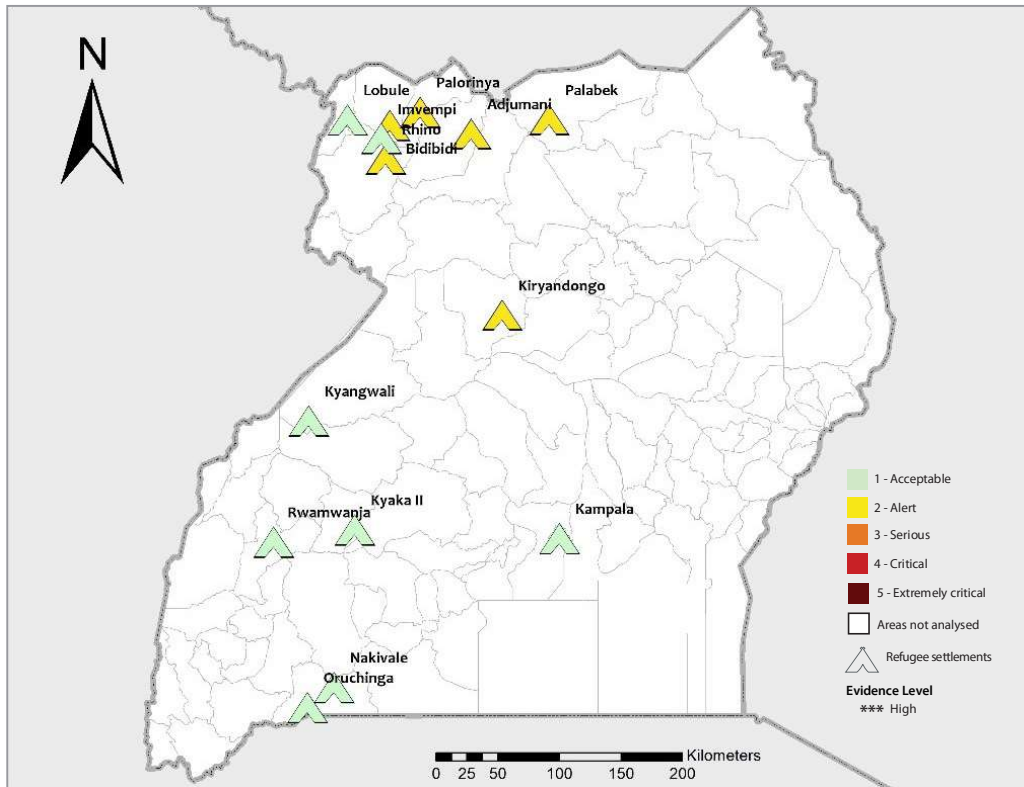 N
Lobule
Palorinya
Palabek
Imvempi
Adjumani
Rhino
Bidibidi
Kiryandongo
Kyangwali
Kyaka II
Rwamwanja
Kampala
Nakivale
Oruchinga
1 - Acceptable
2 - Alert
3 - Serious
4 - Critical
5 - Extremely critical
Areas not analysed
Refugee settlements
Evidence Level
*** High
Kilometers
0 25 50 100 150 200